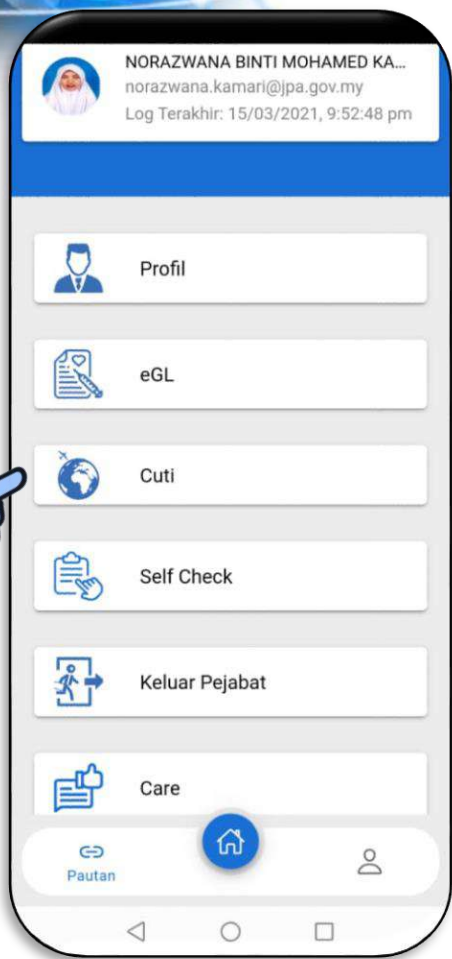 NORAZWANA BINTI MOHAMED KA...
norazwana.kamari@jpa.gov.my
Log Terakhir: 15/03/2021, 9:52:48 pm
Profil
eGL
Cuti
Self Check
Keluar Pejabat
Care
Pautan